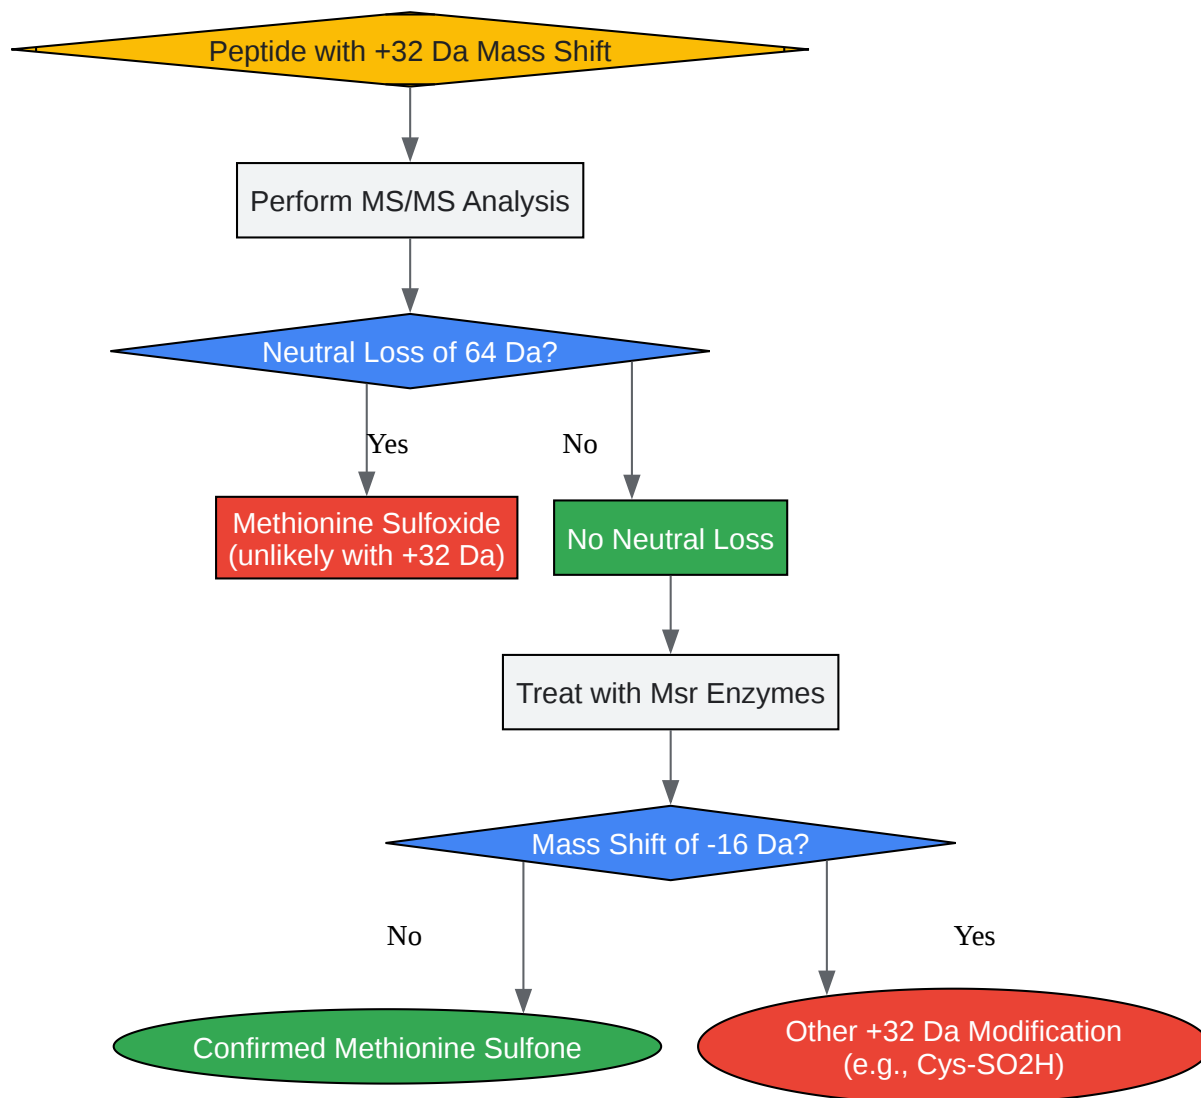 Peptide with +32 Da Mass Shift
Perform MS/MS Analysis
Neutral Loss of 64 Da?
Yes
No
Methionine Sulfoxide
(unlikely with +32 Da)
No Neutral Loss
Treat with Msr Enzymes
Mass Shift of -16 Da?
No
Yes
Confirmed Methionine Sulfone
Other +32 Da Modification
(e.g., Cys-SO2H)